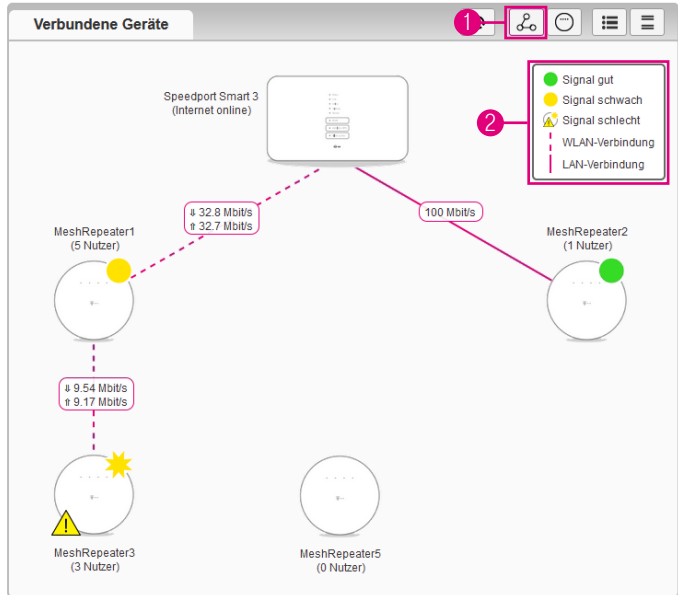 Verbundene Geräte
1
2
Signal gut
Signal schwach
Signal schlecht
WLAN-Verbindung
LAN-Verbindung
Speedport Smart 3
(Internet online)
⇓ 32.8 Mbit/s
⇑ 32.7 Mbit/s
100 Mbit/s
MeshRepeater1
(5 Nutzer)
MeshRepeater2
(1 Nutzer)
⇓ 9.54 Mbit/s
⇑ 9.17 Mbit/s
MeshRepeater3
(3 Nutzer)
MeshRepeater5
(0 Nutzer)